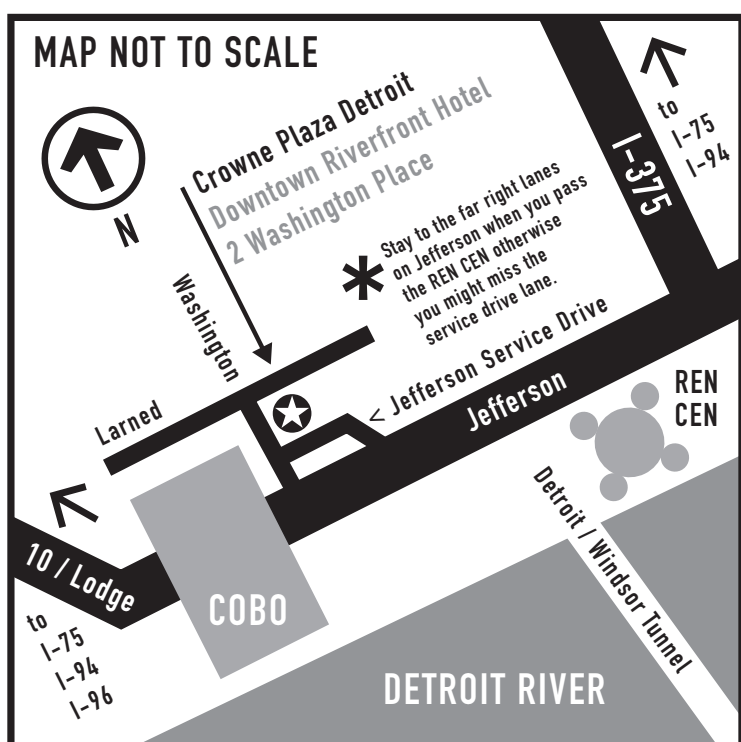 MAP NOT TO SCALE
N
Crowne Plaza Detroit
Downtown Riverfront Hotel
2 Washington Place
to
I-75
I-94
I-375
Stay to the far right lanes
on Jefferson when you pass
the REN CEN otherwise
you might miss the
service drive lane.
Washington
Larned
< Jefferson Service Drive
Jefferson
REN
CEN
Detroit / Windsor Tunnel
10 / Lodge
COBO
to
I-75
I-94
I-96
DETROIT RIVER